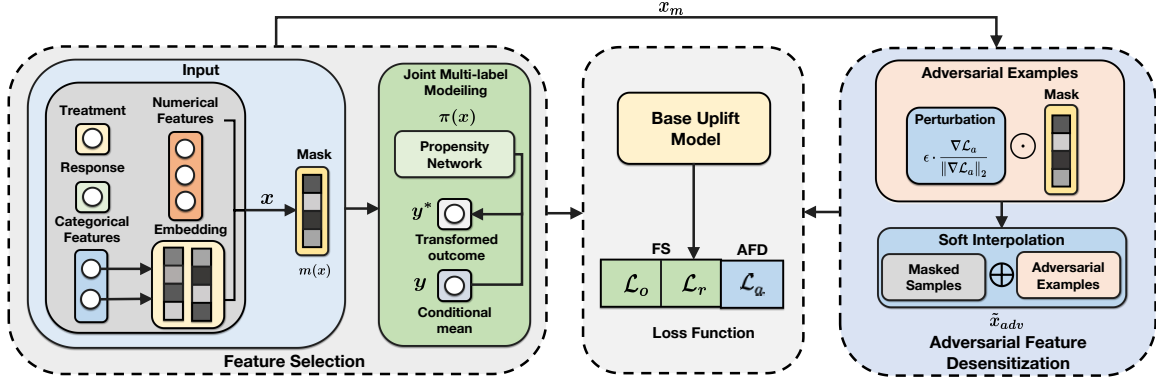 x_m
Input
Treatment
Response
Categorical
Features
Numerical
Features
Embedding
x
Mask
m(x)
Feature Selection
Joint Multi-label
Modeiling
π(x)
Propensity
Network
y*
Transformed
outcome
y
Conditional
mean
Base Uplift
Model
FS
AFD
ℒ_o
ℒ_r
ℒ_a
Loss Function
Adversarial Examples
Mask
Perturbation
ϵ · ∇ℒ_a / ‖∇ℒ_a‖_2
⊙
Soft Interpolation
Masked
Samples
⊕
Adversarial
Examples
x̃_adv
Adversarial Feature
Desensitization